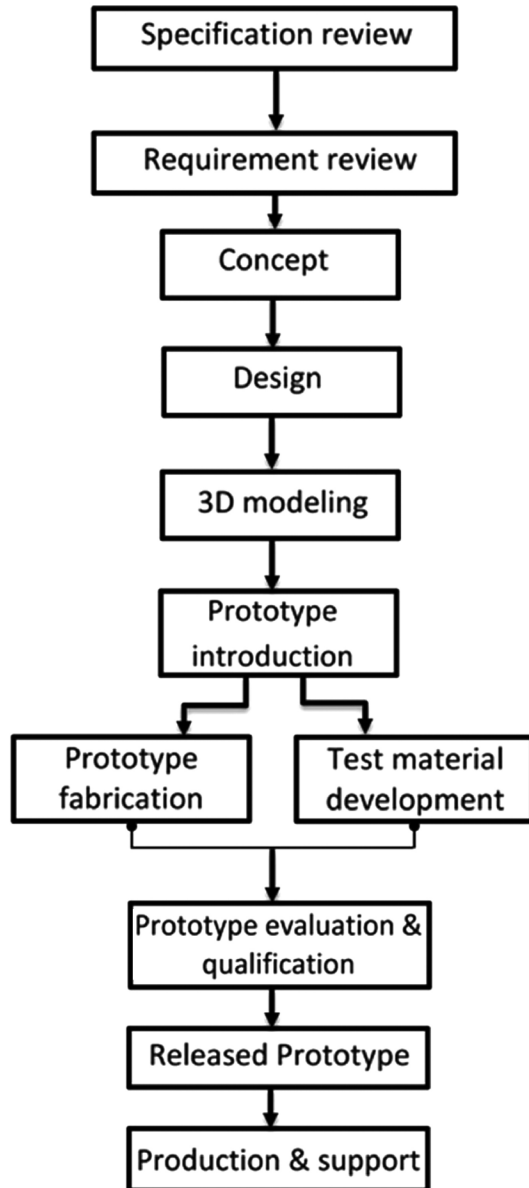 Specification review
Requirement review
Concept
Design
3D modeling
Prototype
introduction
Prototype
fabrication
Test material
development
Prototype evaluation &
qualification
Released Prototype
Production & support